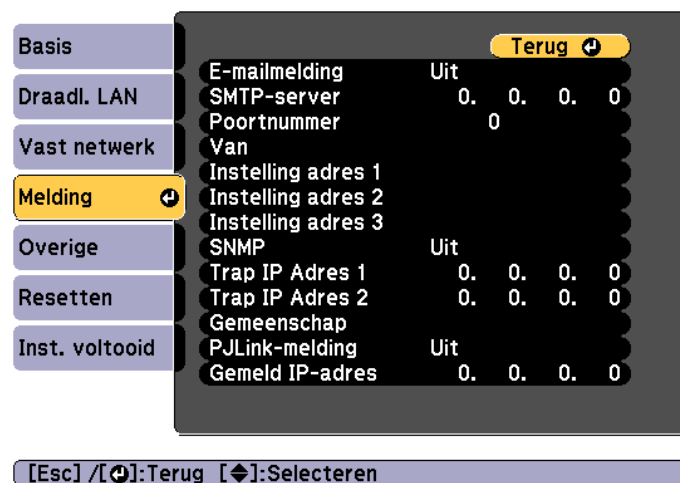 Basis
Draadl. LAN
Vast netwerk
Melding
Overige
Resetten
Inst. voltooid
Terug
E-mailmelding Uit
SMTP-server 0. 0. 0. 0
Poortnummer 0
Van
Instelling adres 1
Instelling adres 2
Instelling adres 3
SNMP Uit
Trap IP Adres 1 0. 0. 0. 0
Trap IP Adres 2 0. 0. 0. 0
Gemeenschap
PJLink-melding Uit
Gemeld IP-adres 0. 0. 0. 0
[Esc] /[⏎]:Terug [◆]:Selecteren